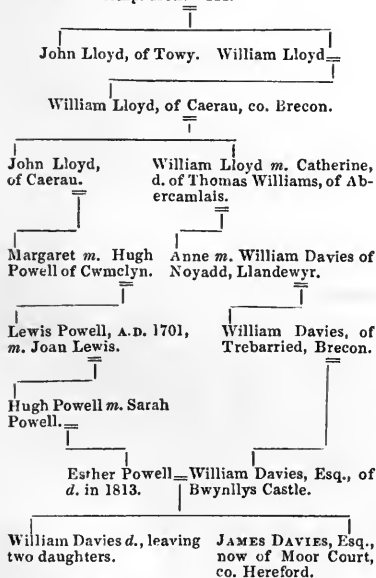 John Lloyd, of Towy. William Lloyd
William Lloyd, of Caerau, co. Brecon.
John Lloyd,
of Caerau.
William Lloyd m. Catherine,
d. of Thomas Williams, of Ab-
ercamlais.
Margaret m. Hugh
Powell of Cwmclyn.
Anne m. William Davies of
Noyadd, Llandewyr.
Lewis Powell, A.D. 1701,
m. Joan Lewis.
William Davies, of
Trebarried, Brecon.
Hugh Powell m. Sarah
Powell.
Esther Powell
d. in 1813.
William Davies, Esq., of
Bwynllys Castle.
William Davies d., leaving
two daughters.
JAMES DAVIES, Esq.,
now of Moor Court,
co. Hereford.